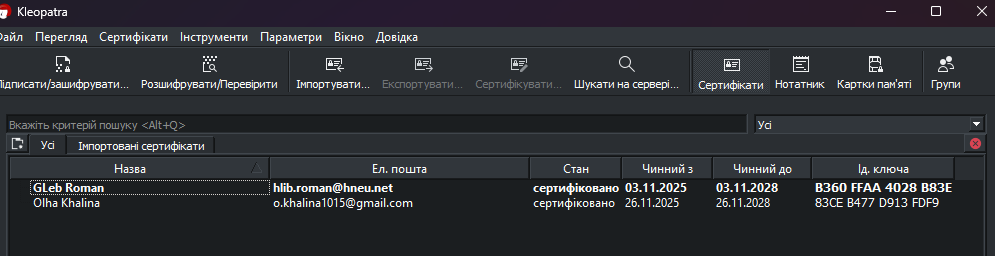 Kleopatra
Файл Перегляд Сертифікати Інструменти Параметри Вікно Довідка
Підписати/зашифрувати... Розшифрувати/Перевірити Імпортувати... Експортувати... Сертифікувати... Шукати на сервері... Сертифікати Нотатник Картки пам'яті Групи
Вкажіть критерій пошуку <Alt+Q> Усі
Усі Імпортовані сертифікати
Назва Ел. пошта Стан Чинний з Чинний до Ід. ключа
GLeb Roman hlib.roman@hneu.net сертифіковано 03.11.2025 03.11.2028 B360 FFAA 4028 B83E
Olha Khalina o.khalina1015@gmail.com сертифіковано 26.11.2025 26.11.2028 83CE B477 D913 FDF9